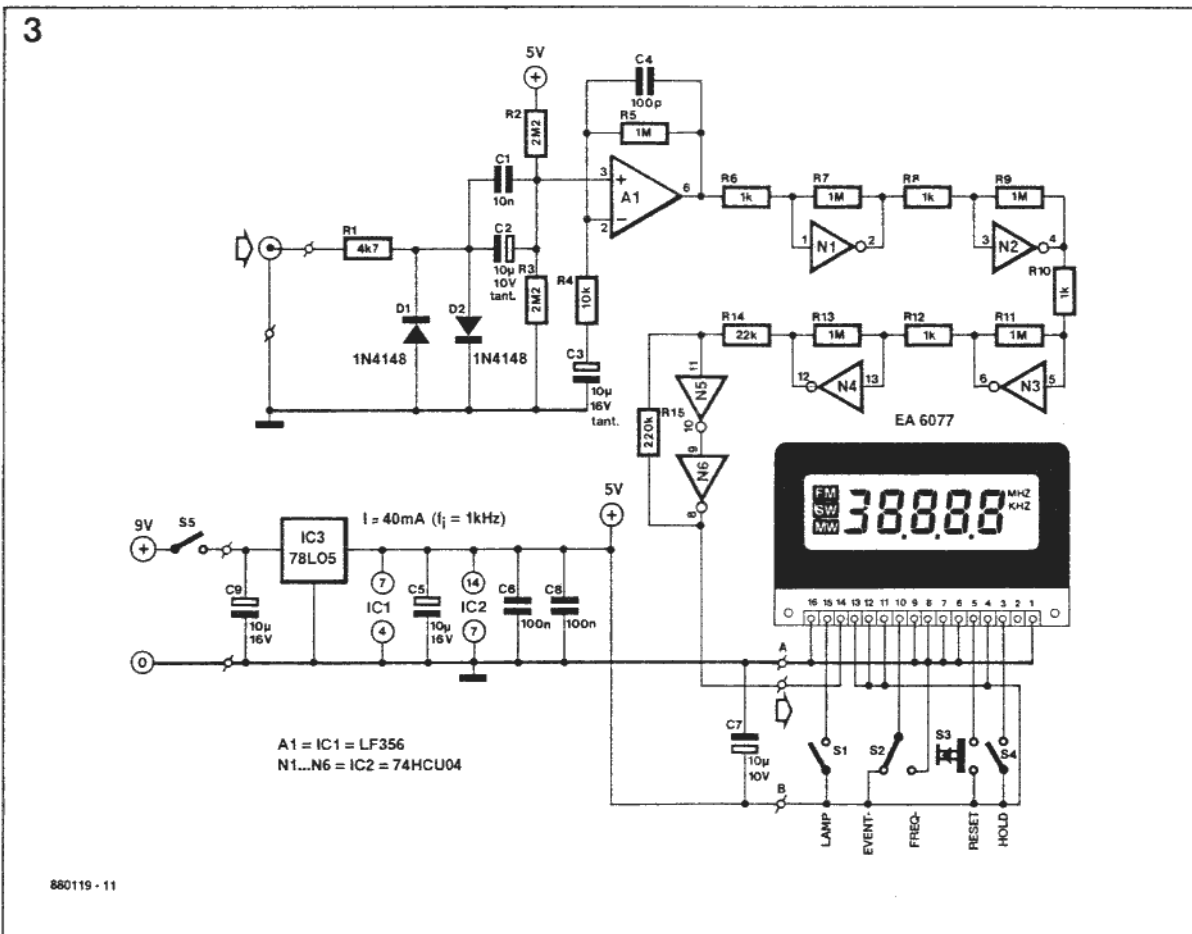 3
5V
R2
2M2
C1
10n
C2
10µ
10V
tant.
R3
2M2
R1
4k7
D1
1N4148
D2
1N4148
C4
100p
R5
1M
3
+
A1
6
−
2
R4
10k
C3
10µ
16V
tant.
R6
1k
R7
1M
1
N1
2
R8
1k
R9
1M
3
N2
4
R10
1k
R14
22k
R13
1M
R12
1k
R11
1M
12
N4
13
6
N3
5
11
N5
10
9
N6
8
R15
220k
EA 6077
FM
SW
MW
38.8.8.8
MHZ
KHZ
16 15 14 13 12 11 10 9 8 7 6 5 4 3 2 1
9V
+
S5
IC3
78L05
I = 40mA (fi = 1kHz)
5V
+
C9
10µ
16V
7
IC1
4
C5
10µ
16V
14
IC2
7
C6
100n
C8
100n
0
A
C7
10µ
10V
B
S1
S2
S3
S4
LAMP
EVENT-
FREQ-
RESET
HOLD
A1 = IC1 = LF356
N1...N6 = IC2 = 74HCU04
880119 - 11